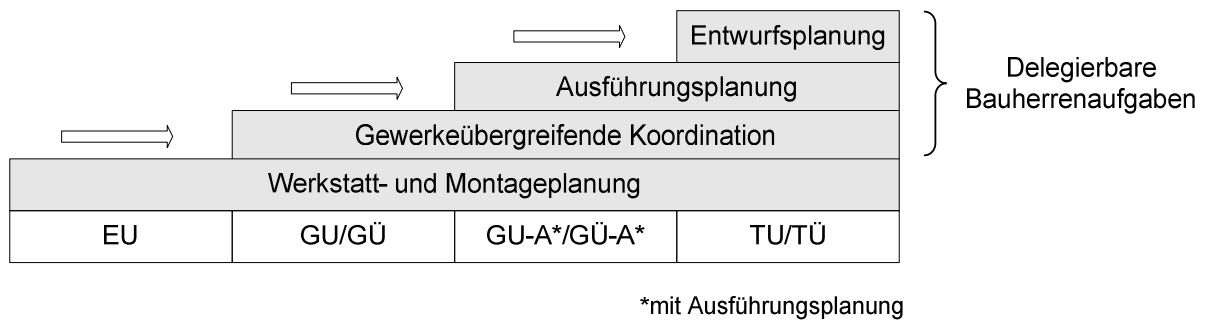 Entwurfsplanung
Ausführungsplanung
Delegierbare
Bauherrenaufgaben
Gewerkeübergreifende Koordination
Werkstatt- und Montageplanung
EU
GU/GÜ
GU-A*/GÜ-A*
TU/TÜ
*mit Ausführungsplanung